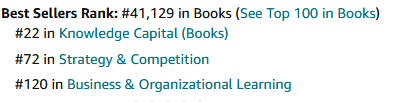 Best Sellers Rank: #41,129 in Books (See Top 100 in Books)
#22 in Knowledge Capital (Books)
#72 in Strategy & Competition
#120 in Business & Organizational Learning